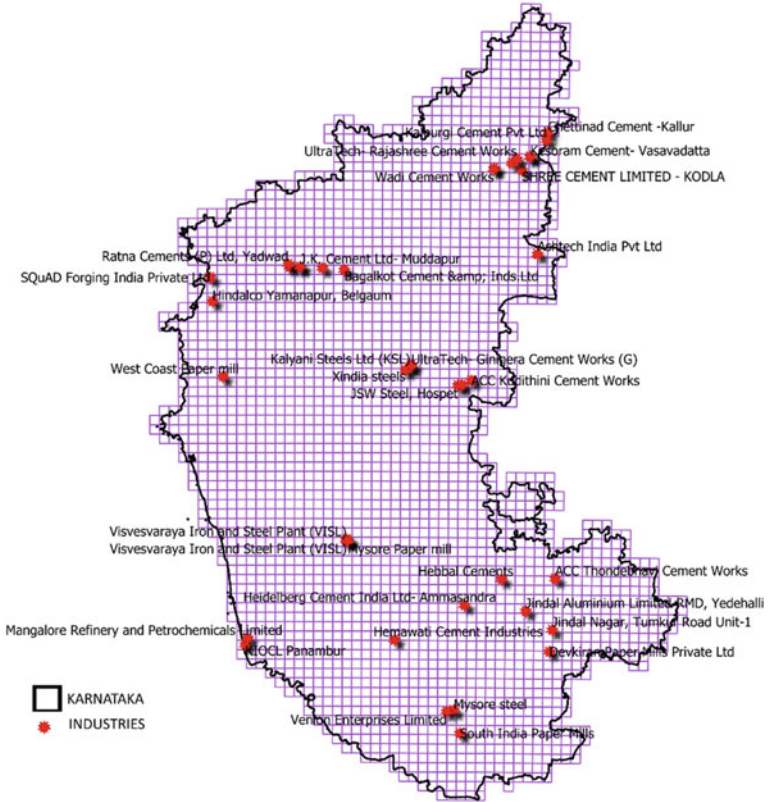 Chettinad Cement -Kallur
Kalburgi Cement Pvt Ltd
UltraTech- Rajashree Cement Works
Kesoram Cement- Vasavadatta
Wadi Cement Works
SHREE CEMENT LIMITED - KODLA
Ashtech India Pvt Ltd
Ratna Cements (P) Ltd, Yadwad
J.K. Cement Ltd- Muddapur
SQuAD Forging India Private Ltd
Bagalkot Cement &amp; Inds.Ltd
Hindalco Yamanapur, Belgaum
Kalyani Steels Ltd (KSL)
UltraTech- Ginigera Cement Works (G)
West Coast Paper mill
Xindia steels
ACC Kudithini Cement Works
JSW Steel, Hospet
Visvesvaraya Iron and Steel Plant (VISL)
Visvesvaraya Iron and Steel Plant (VISL)
Mysore Paper mill
Hebbal Cements
ACC Thondebhavi Cement Works
Heidelberg Cement India Ltd- Ammasandra
Jindal Aluminium Limited RMD, Yedehalli
Jindal Nagar, Tumkur Road Unit-1
Mangalore Refinery and Petrochemicals Limited
Hemawati Cement Industries
KIOCL Panambur
Devkiran Paper Mills Private Ltd
KARNATAKA
INDUSTRIES
Mysore steel
Venlon Enterprises Limited
South India Paper Mills